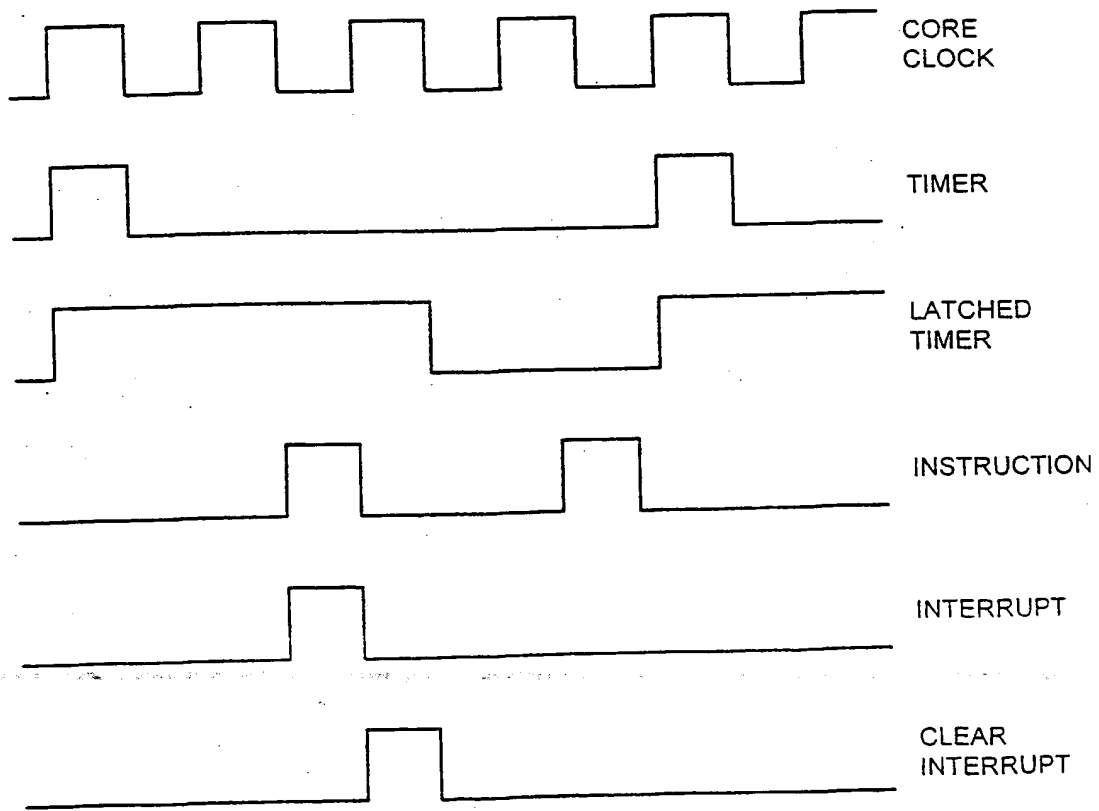 CORE
CLOCK
TIMER
LATCHED
TIMER
INSTRUCTION
INTERRUPT
CLEAR
INTERRUPT